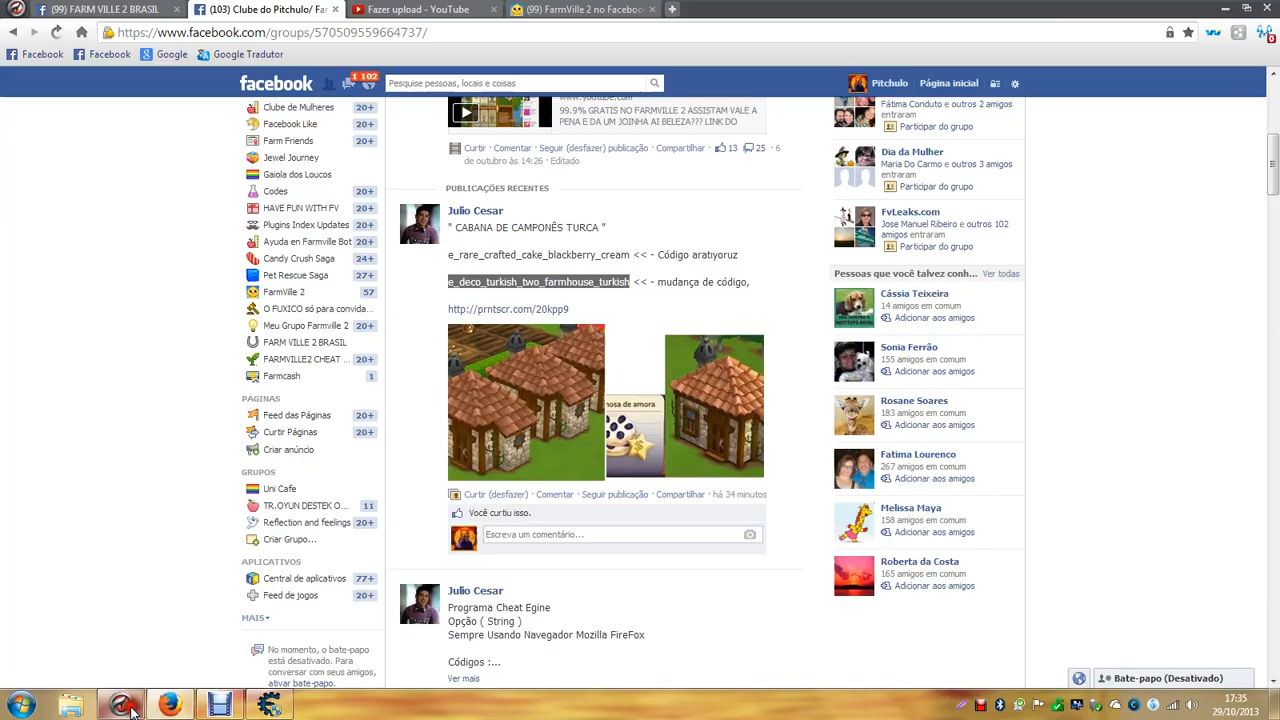 (99) FARM VILLE 2 BRASIL
(103) Clube do Pitchulo/ Far
Fazer upload - YouTube
(99) FarmVille 2 no Facebook
https://www.facebook.com/groups/570509559664737/
Facebook
Facebook
Google
Google Tradutor
facebook
1 102
Pesquise pessoas, locais e coisas
Pitchulo
Página inicial
Clube de Mulheres 20+
Facebook Like 20+
Farm Friends 20+
Jewel Journey
Gaiola dos Loucos
Codes 20+
HAVE FUN WITH FV 20+
Plugins Index Updates 20+
Ayuda en Farmville Bot 20+
Candy Crush Saga 24+
Pet Rescue Saga 27+
FarmVille 2 57
O FUXICO só para convida...
Meu Grupo Farmville 2 20+
FARM VILLE 2 BRASIL
FARMVILLE2 CHEAT ... 20+
Farmcash 1
PÁGINAS
Feed das Páginas 20+
Curtir Páginas 20+
Criar anúncio
GRUPOS
Uni Cafe
TR.OYUN DESTEK O... 11
Reflection and feelings 20+
Criar Grupo...
APLICATIVOS
Central de aplicativos 77+
Feed de jogos 20+
MAIS
No momento, o bate-papo
está desativado. Para
conversar com seus amigos,
ativar bate-papo.
www.youtube.com
99.9% GRATIS NO FARMVILLE 2 ASSISTAM VALE A
PENA E DA UM JOINHA AI BELEZA??? LINK DO
Curtir · Comentar · Seguir (desfazer) publicação · Compartilhar · 13 25 · 6
de outubro às 14:26 · Editado
PUBLICAÇÕES RECENTES
Julio Cesar
" CABANA DE CAMPONÊS TURCA "
e_rare_crafted_cake_blackberry_cream << - Código aratıyoruz
e_deco_turkish_two_farmhouse_turkish << - mudança de código,
http://prntscr.com/20kpp9
nosa de amora
Curtir (desfazer) · Comentar · Seguir publicação · Compartilhar · há 34 minutos
Você curtiu isso.
Escreva um comentário...
Julio Cesar
Programa Cheat Egine
Opção ( String )
Sempre Usando Navegador Mozilla FireFox
Códigos :...
Ver mais
Fátima Conduto e outros 2 amigos
entraram
Participar do grupo
Dia da Mulher
Maria Do Carmo e outros 3 amigos
entraram
Participar do grupo
FvLeaks.com
Jose Manuel Ribeiro e outros 102
amigos entraram
Participar do grupo
Pessoas que você talvez conh... Ver todas
Cássia Teixeira
14 amigos em comum
Adicionar aos amigos
Sonia Ferrão
155 amigos em comum
Adicionar aos amigos
Rosane Soares
183 amigos em comum
Adicionar aos amigos
Fatima Lourenco
267 amigos em comum
Adicionar aos amigos
Melissa Maya
158 amigos em comum
Adicionar aos amigos
Roberta da Costa
165 amigos em comum
Adicionar aos amigos
Bate-papo (Desativado)
17:35
29/10/2013